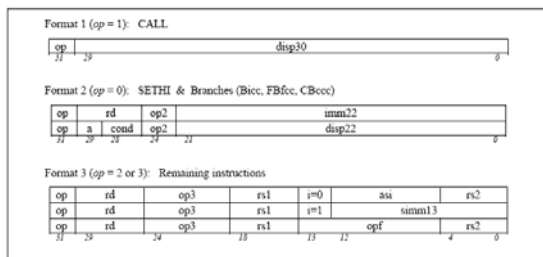 Format 1 (op = 1): CALL
op disp30
31 29 0
Format 2 (op = 0): SETHI & Branches (Bicc, FBfcc, CBccc)
op rd op2 imm22
op a cond op2 disp22
31 29 28 24 21 0
Format 3 (op = 2 or 3): Remaining instructions
op rd op3 rs1 i=0 asi rs2
op rd op3 rs1 i=1 simm13
op rd op3 rs1 opf rs2
31 29 24 18 13 12 4 0